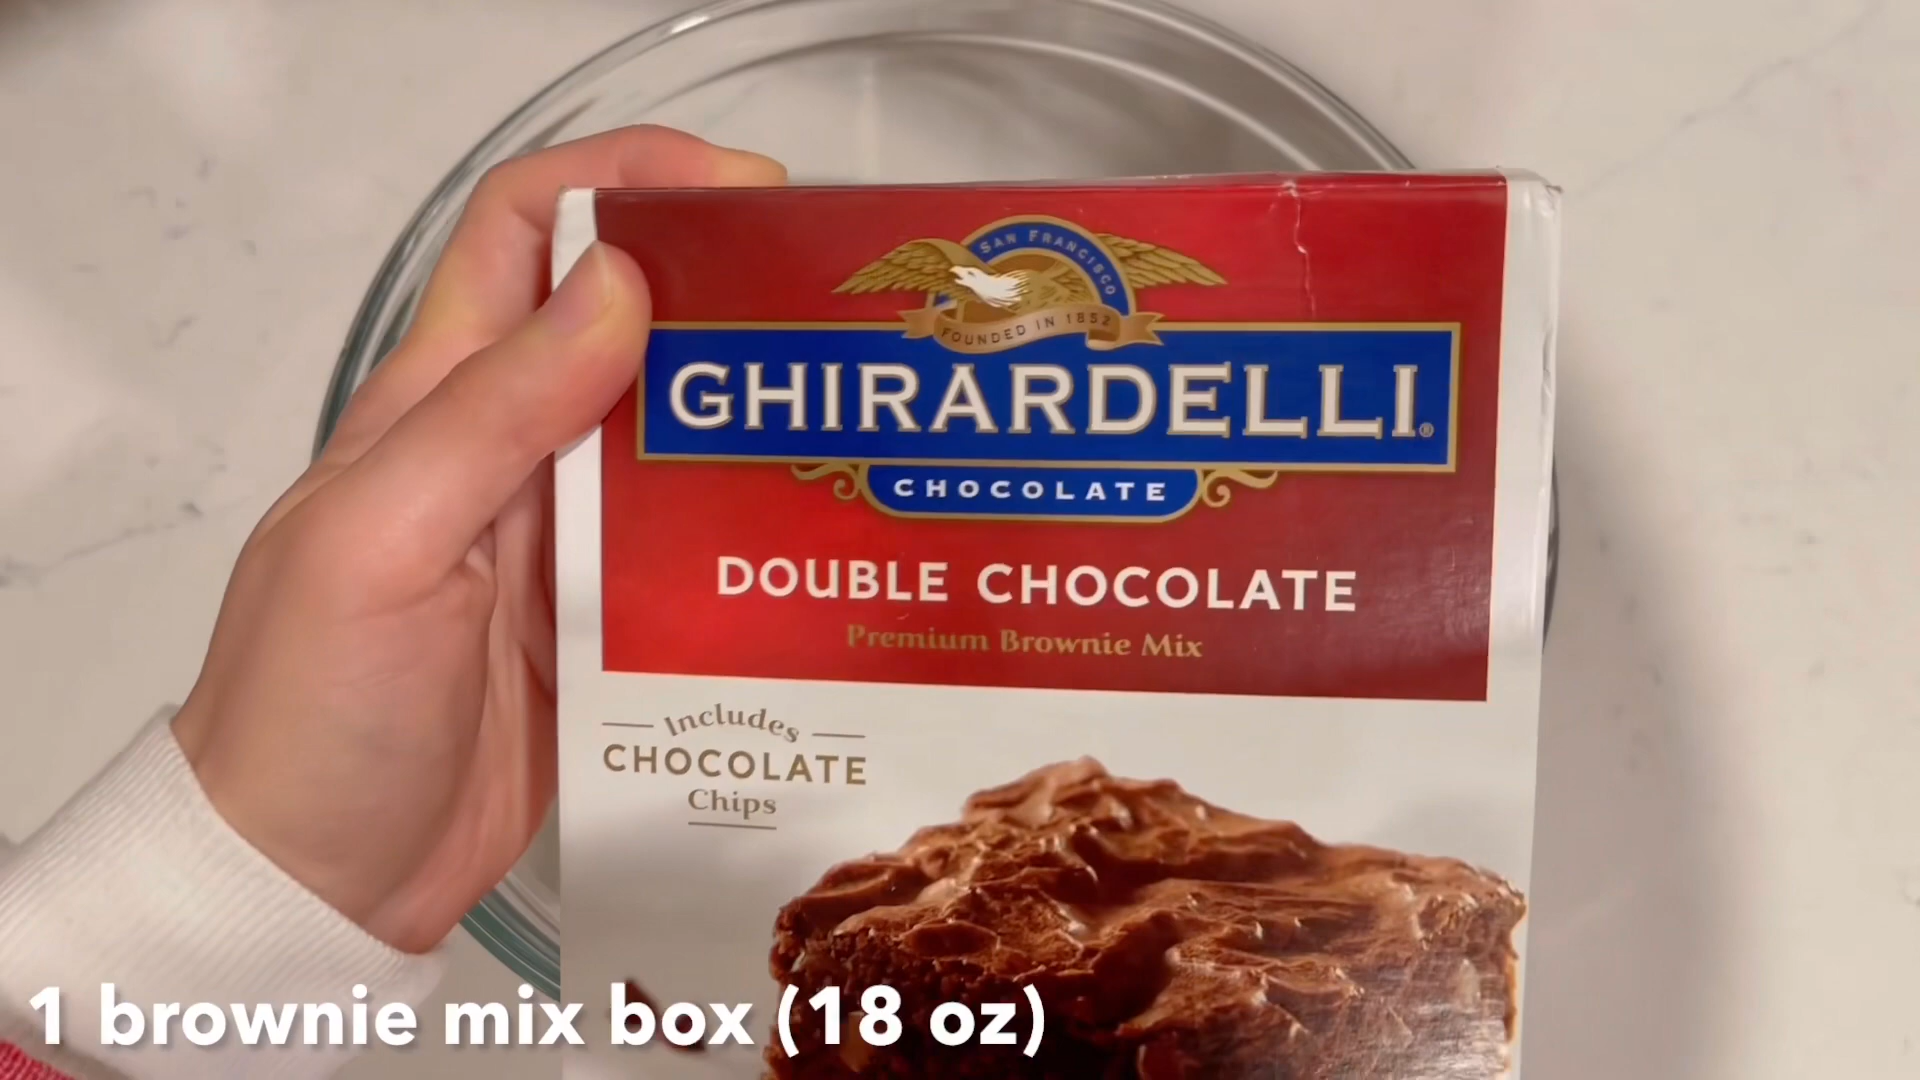 SAN FRANCISCO
FOUNDED IN 1852
GHIRARDELLI®
CHOCOLATE
DOUBLE CHOCOLATE
Premium Brownie Mix
Includes
CHOCOLATE
Chips
1 brownie mix box (18 oz)